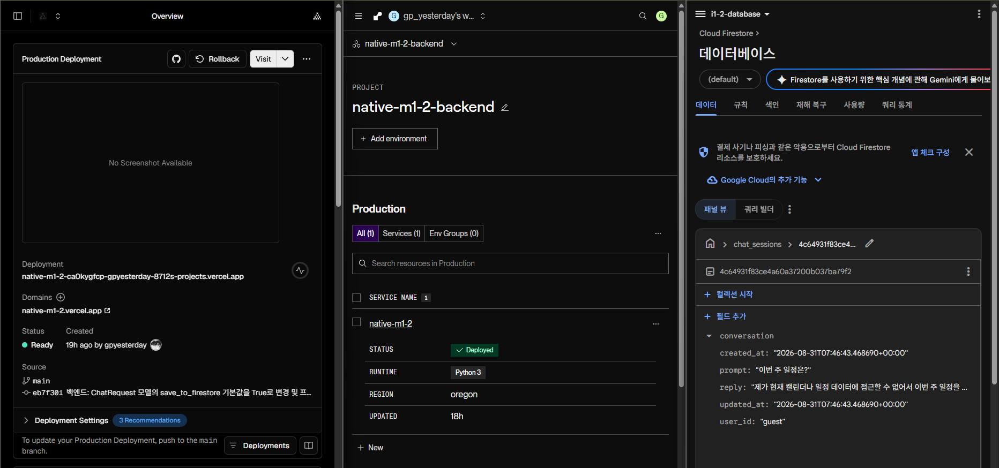 Overview
Production Deployment
Rollback
Visit
No Screenshot Available
Deployment
native-m1-2-ca0kygfcp-gpyesterday-8712s-projects.vercel.app
Domains
native-m1-2.vercel.app
Status
Created
Ready
19h ago by gpyesterday
Source
main
eb7f301 백엔드: ChatRequest 모델의 save_to_firestore 기본값을 True로 변경 및 프...
Deployment Settings
3 Recommendations
To update your Production Deployment, push to the main
branch.
Deployments
G gp_yesterday's w...
G
native-m1-2-backend
PROJECT
native-m1-2-backend
+ Add environment
Production
All (1)
Services (1)
Env Groups (0)
Search resources in Production
SERVICE NAME 1
native-m1-2
STATUS
Deployed
RUNTIME
Python 3
REGION
oregon
UPDATED
18h
+ New
i1-2-database
Cloud Firestore >
데이터베이스
(default)
Firestore를 사용하기 위한 핵심 개념에 관해 Gemini에게 물어보
데이터
규칙
색인
재해 복구
사용량
쿼리 통계
결제 사기나 피싱과 같은 악용으로부터 Cloud Firestore
리소스를 보호하세요.
앱 체크 구성
Google Cloud의 추가 기능
패널 뷰
쿼리 빌더
chat_sessions > 4c64931f83ce4...
4c64931f83ce4a60a37200b037ba79f2
+ 컬렉션 시작
+ 필드 추가
conversation
created_at: "2026-08-31T07:46:43.468690+00:00"
prompt: "이번 주 일정은?"
reply: "제가 현재 캘린더나 일정 데이터에 접근할 수 없어서 이번 주 일정을 ...
updated_at: "2026-08-31T07:46:43.468690+00:00"
user_id: "guest"